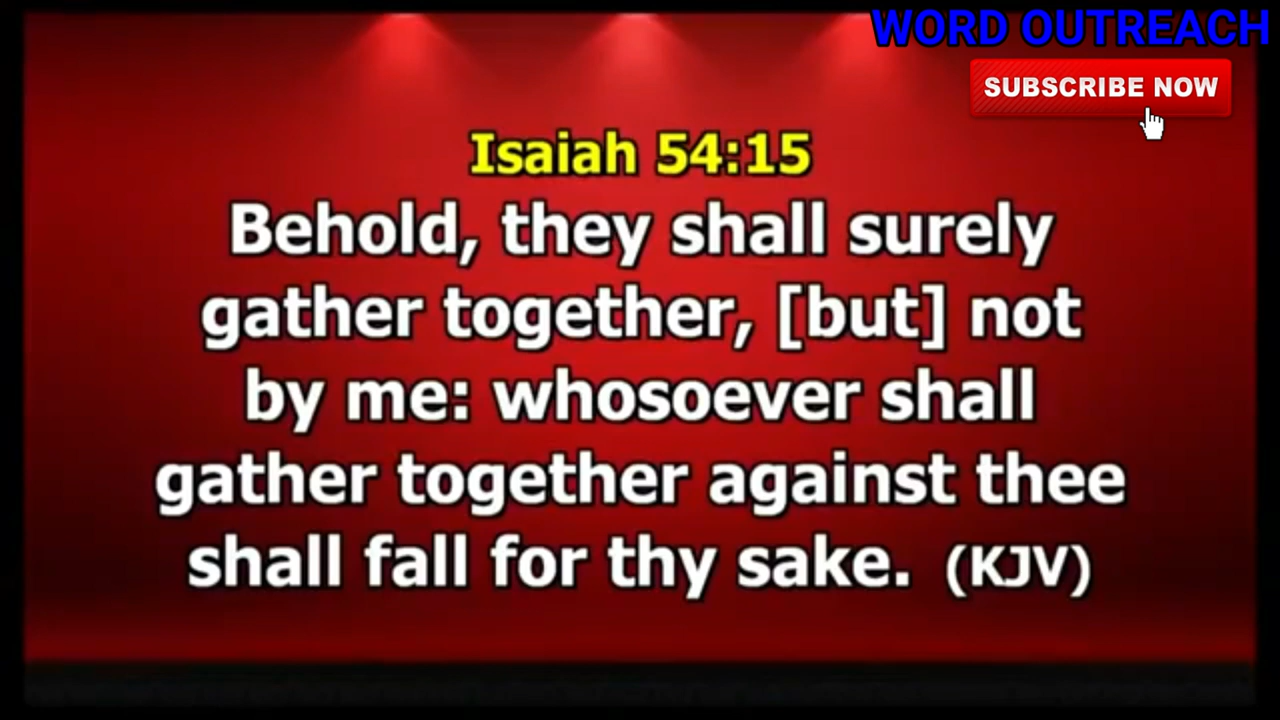 WORD OUTREACH
SUBSCRIBE NOW
Isaiah 54:15
Behold, they shall surely
gather together, [but] not
by me: whosoever shall
gather together against thee
shall fall for thy sake. (KJV)